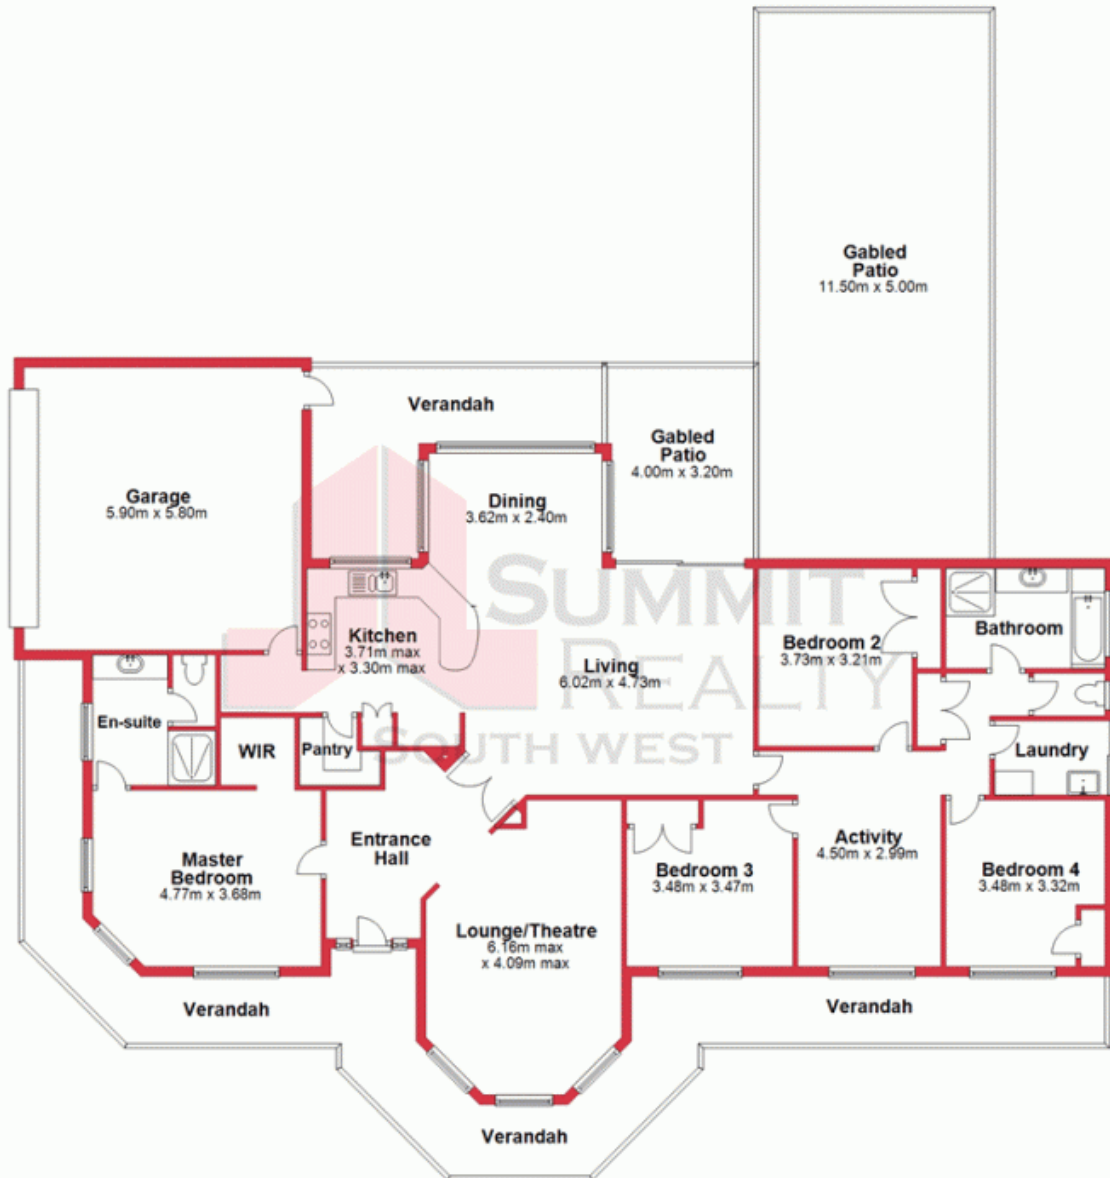 Gabled
Patio
11.50m x 5.00m
Verandah
Gabled
Patio
4.00m x 3.20m
Garage
5.90m x 5.80m
Dining
3.62m x 2.40m
SUMMIT
REALTY
SOUTH WEST
Kitchen
3.71m max
x 3.30m max
Living
6.02m x 4.73m
Bedroom 2
3.73m x 3.21m
Bathroom
En-suite
WIR
Pantry
Laundry
Entrance
Hall
Master
Bedroom
4.77m x 3.68m
Activity
4.50m x 2.99m
Bedroom 3
3.48m x 3.47m
Bedroom 4
3.48m x 3.32m
Lounge/Theatre
6.16m max
x 4.09m max
Verandah
Verandah
Verandah